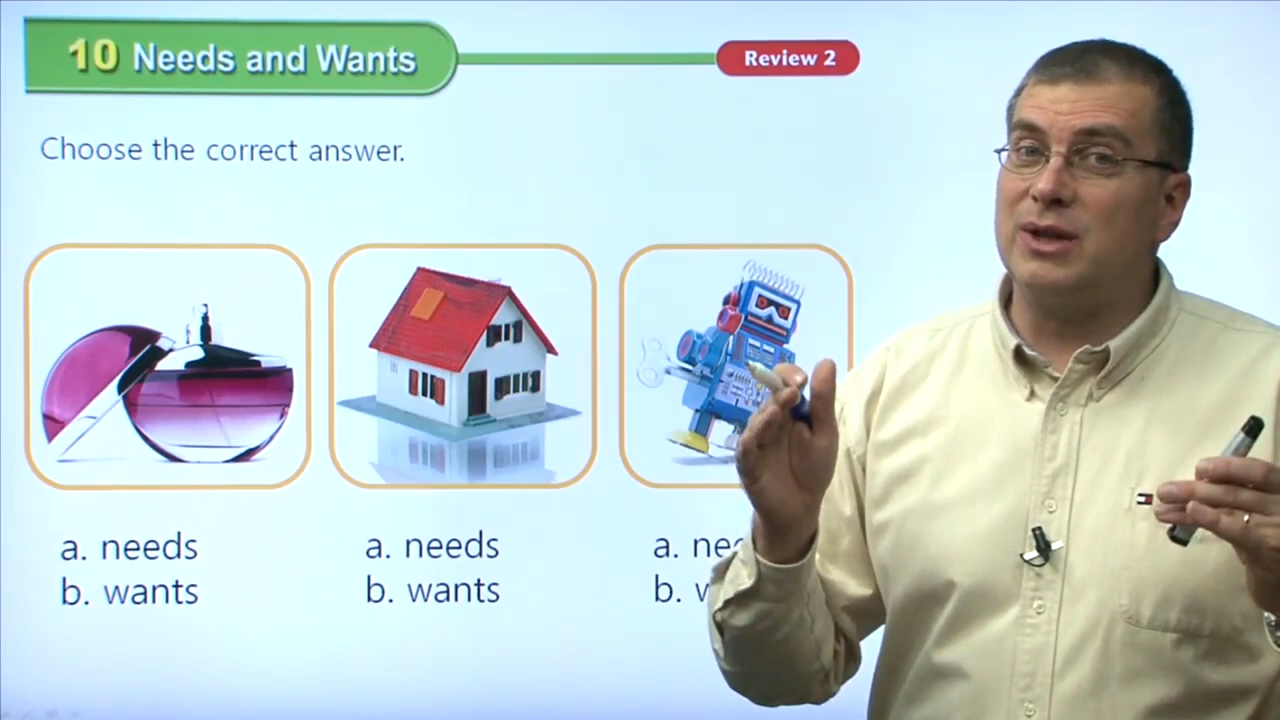 10 Needs and Wants
Review 2
Choose the correct answer.
a. needs
b. wants
a. needs
b. wants
a.
b.